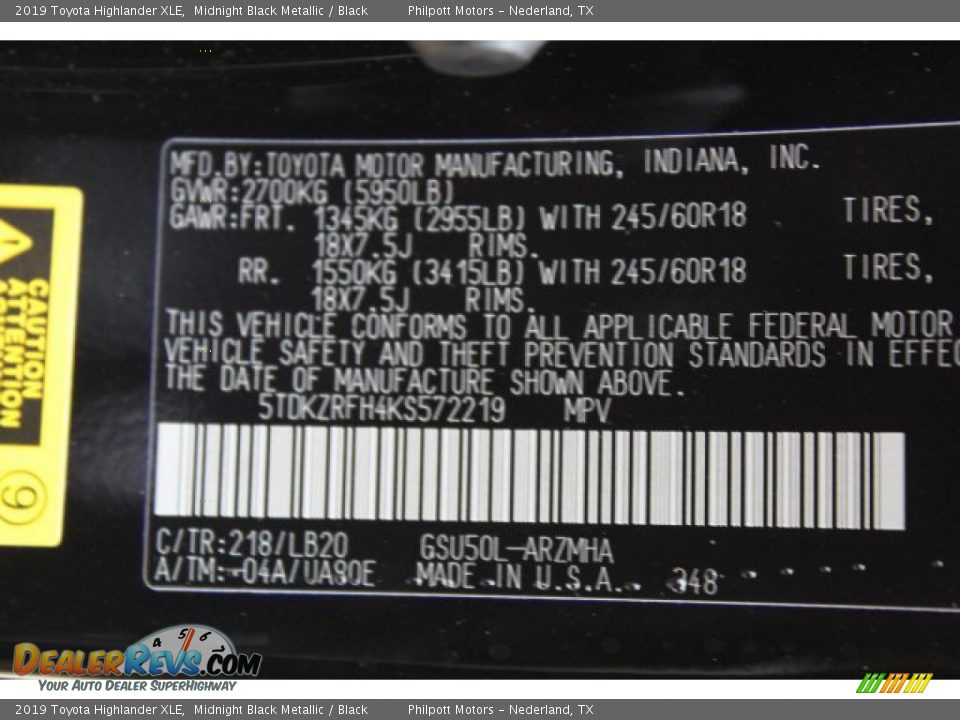 2019 Toyota Highlander XLE, Midnight Black Metallic / Black Philpott Motors - Nederland, TX
MFD.BY:TOYOTA MOTOR MANUFACTURING, INDIANA, INC.
GVWR:2700KG (5950LB)
GAWR:FRT. 1345KG (2955LB) WITH 245/60R18 TIRES,
18X7.5J RIMS.
RR. 1550KG (3415LB) WITH 245/60R18 TIRES,
18X7.5J RIMS.
THIS VEHICLE CONFORMS TO ALL APPLICABLE FEDERAL MOTOR
VEHICLE SAFETY AND THEFT PREVENTION STANDARDS IN EFFEC
THE DATE OF MANUFACTURE SHOWN ABOVE.
5TDKZRFH4KS572219 MPV
C/TR:218/LB20 GSU50L-ARZMHA
A/TM:-04A/UA80E MADE IN U.S.A. 348
CAUTION
ATTENTION
9
4 5 6
DEALERREVS.COM
YOUR AUTO DEALER SUPERHIGHWAY
2019 Toyota Highlander XLE, Midnight Black Metallic / Black Philpott Motors - Nederland, TX